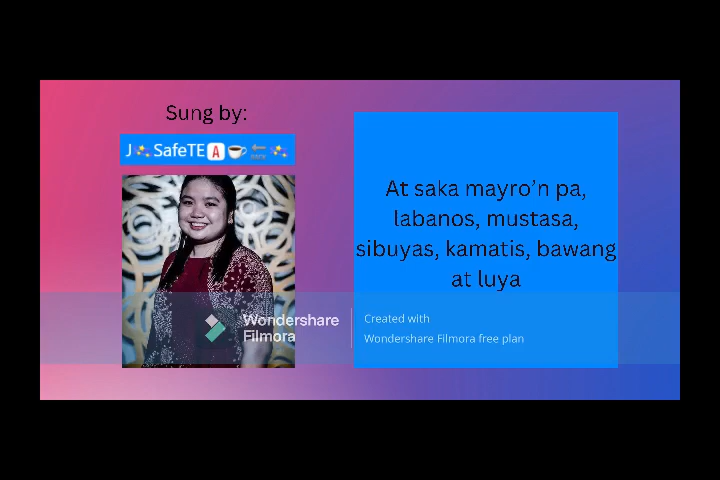 Sung by:
J✨SafeTE🅰☕🔙✨
At saka mayro’n pa,
labanos, mustasa,
sibuyas, kamatis, bawang
at luya
Wondershare
Filmora
Created with
Wondershare Filmora free plan